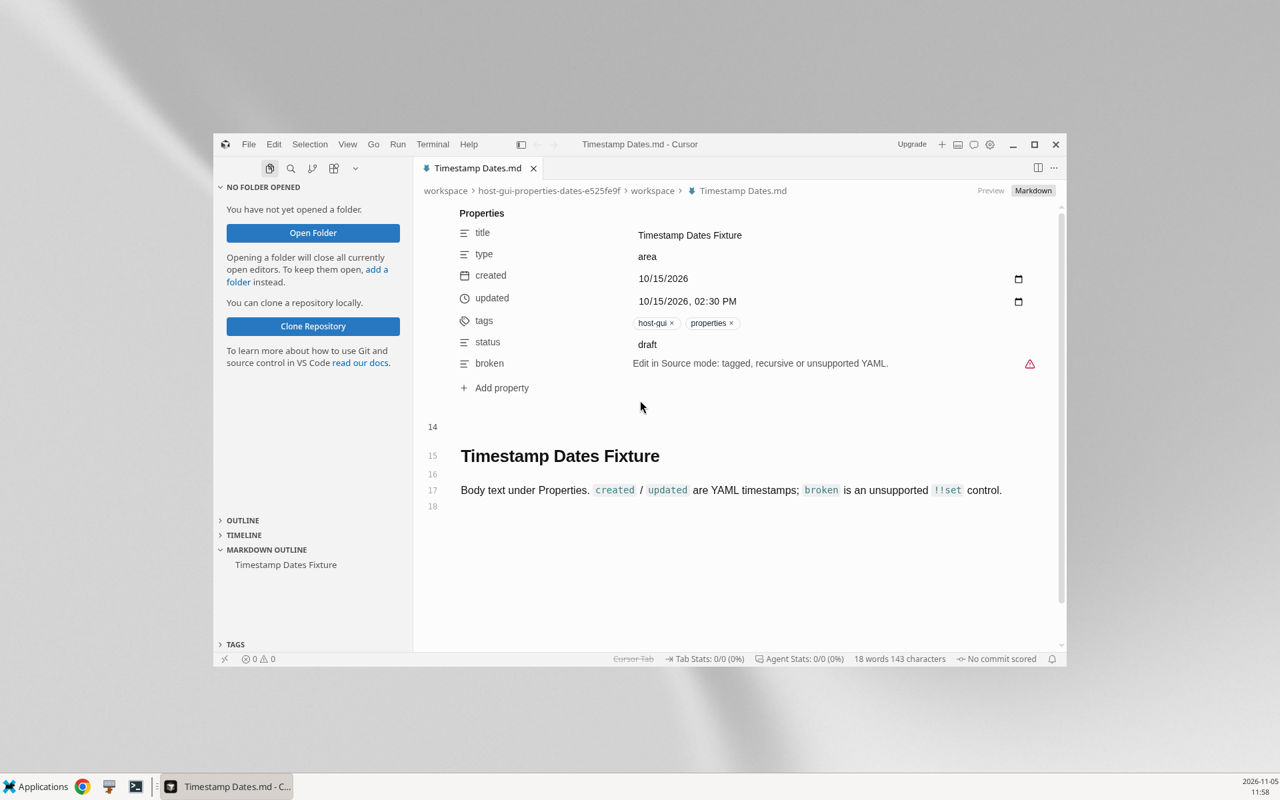 File Edit Selection View Go Run Terminal Help
Timestamp Dates.md - Cursor
Upgrade
NO FOLDER OPENED
You have not yet opened a folder.
Open Folder
Opening a folder will close all currently
open editors. To keep them open, add a
folder instead.
You can clone a repository locally.
Clone Repository
To learn more about how to use Git and
source control in VS Code read our docs.
OUTLINE
TIMELINE
MARKDOWN OUTLINE
Timestamp Dates Fixture
TAGS
Timestamp Dates.md
workspace > host-gui-properties-dates-e525fe9f > workspace > Timestamp Dates.md
Preview Markdown
Properties
title Timestamp Dates Fixture
type area
created 10/15/2026
updated 10/15/2026, 02:30 PM
tags host-gui × properties ×
status draft
broken Edit in Source mode: tagged, recursive or unsupported YAML.
+ Add property
14
15 Timestamp Dates Fixture
16
17 Body text under Properties. created / updated are YAML timestamps; broken is an unsupported !!set control.
18
0 0 Cursor Tab Tab Stats: 0/0 (0%) Agent Stats: 0/0 (0%) 18 words 143 characters No commit scored
Applications Timestamp Dates.md - C...
2026-11-05
11:58